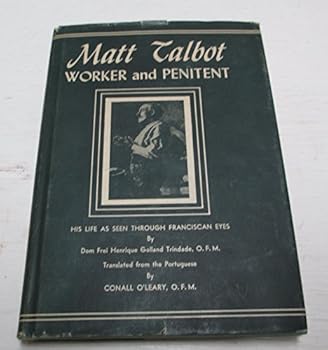 Matt Talbot
WORKER and PENITENT
HIS LIFE AS SEEN THROUGH FRANCISCAN EYES
By
Dom Frei Henrique Golland Trindade, O. F. M.
Translated from the Portuguese
By
CONALL O'LEARY, O. F. M.